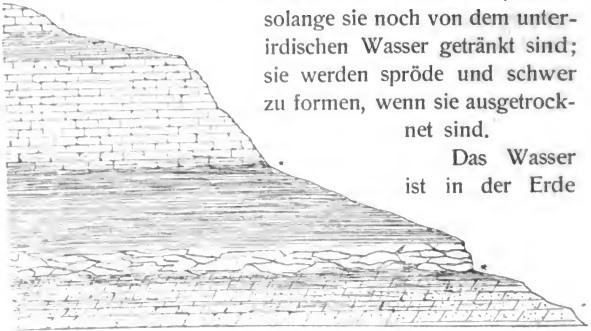 solange sie noch von dem unter-
irdischen Wasser getränkt sind;
sie werden spröde und schwer
zu formen, wenn sie ausgetrock-
net sind.
Das Wasser
ist in der Erde